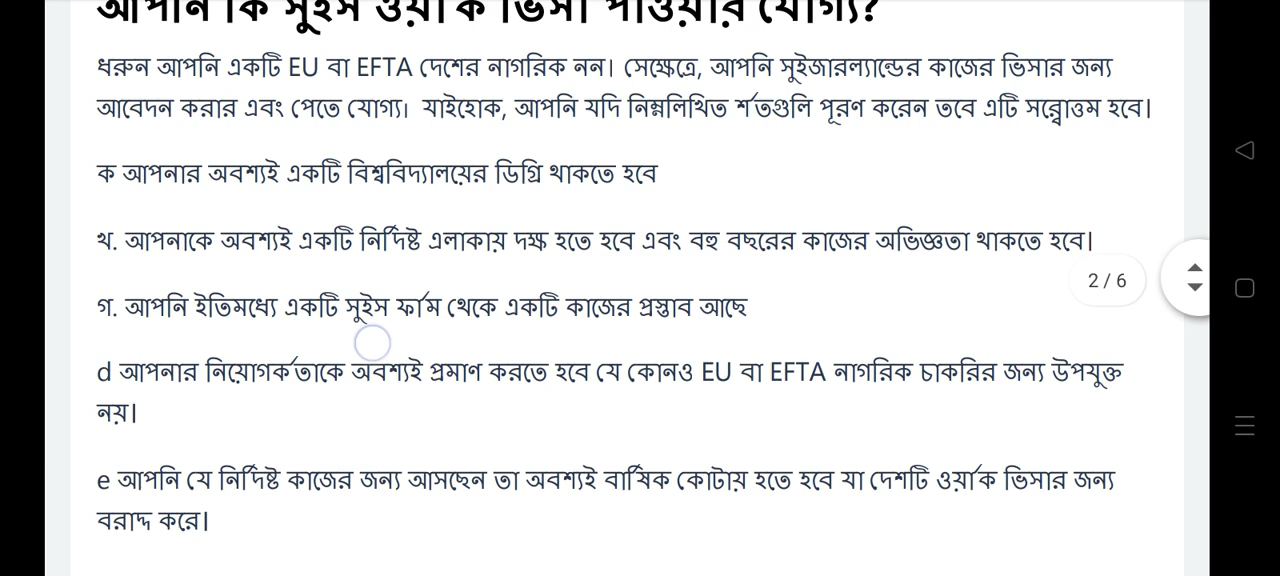 আপনি কি সুইস ওয়ার্ক ভিসা পাওয়ার যোগ্য?
ধরুন আপনি একটি EU বা EFTA দেশের নাগরিক নন। সেক্ষেত্রে, আপনি সুইজারল্যান্ডের কাজের ভিসার জন্য
আবেদন করার এবং পেতে যোগ্য। যাইহোক, আপনি যদি নিম্নলিখিত শর্তগুলি পূরণ করেন তবে এটি সর্বোত্তম হবে।
ক আপনার অবশ্যই একটি বিশ্ববিদ্যালয়ের ডিগ্রি থাকতে হবে
খ. আপনাকে অবশ্যই একটি নির্দিষ্ট এলাকায় দক্ষ হতে হবে এবং বহু বছরের কাজের অভিজ্ঞতা থাকতে হবে।
2 / 6
গ. আপনি ইতিমধ্যে একটি সুইস ফার্ম থেকে একটি কাজের প্রস্তাব আছে
d আপনার নিয়োগকর্তাকে অবশ্যই প্রমাণ করতে হবে যে কোনও EU বা EFTA নাগরিক চাকরির জন্য উপযুক্ত
নয়।
e আপনি যে নির্দিষ্ট কাজের জন্য আসছেন তা অবশ্যই বার্ষিক কোটায় হতে হবে যা দেশটি ওয়ার্ক ভিসার জন্য
বরাদ্দ করে।